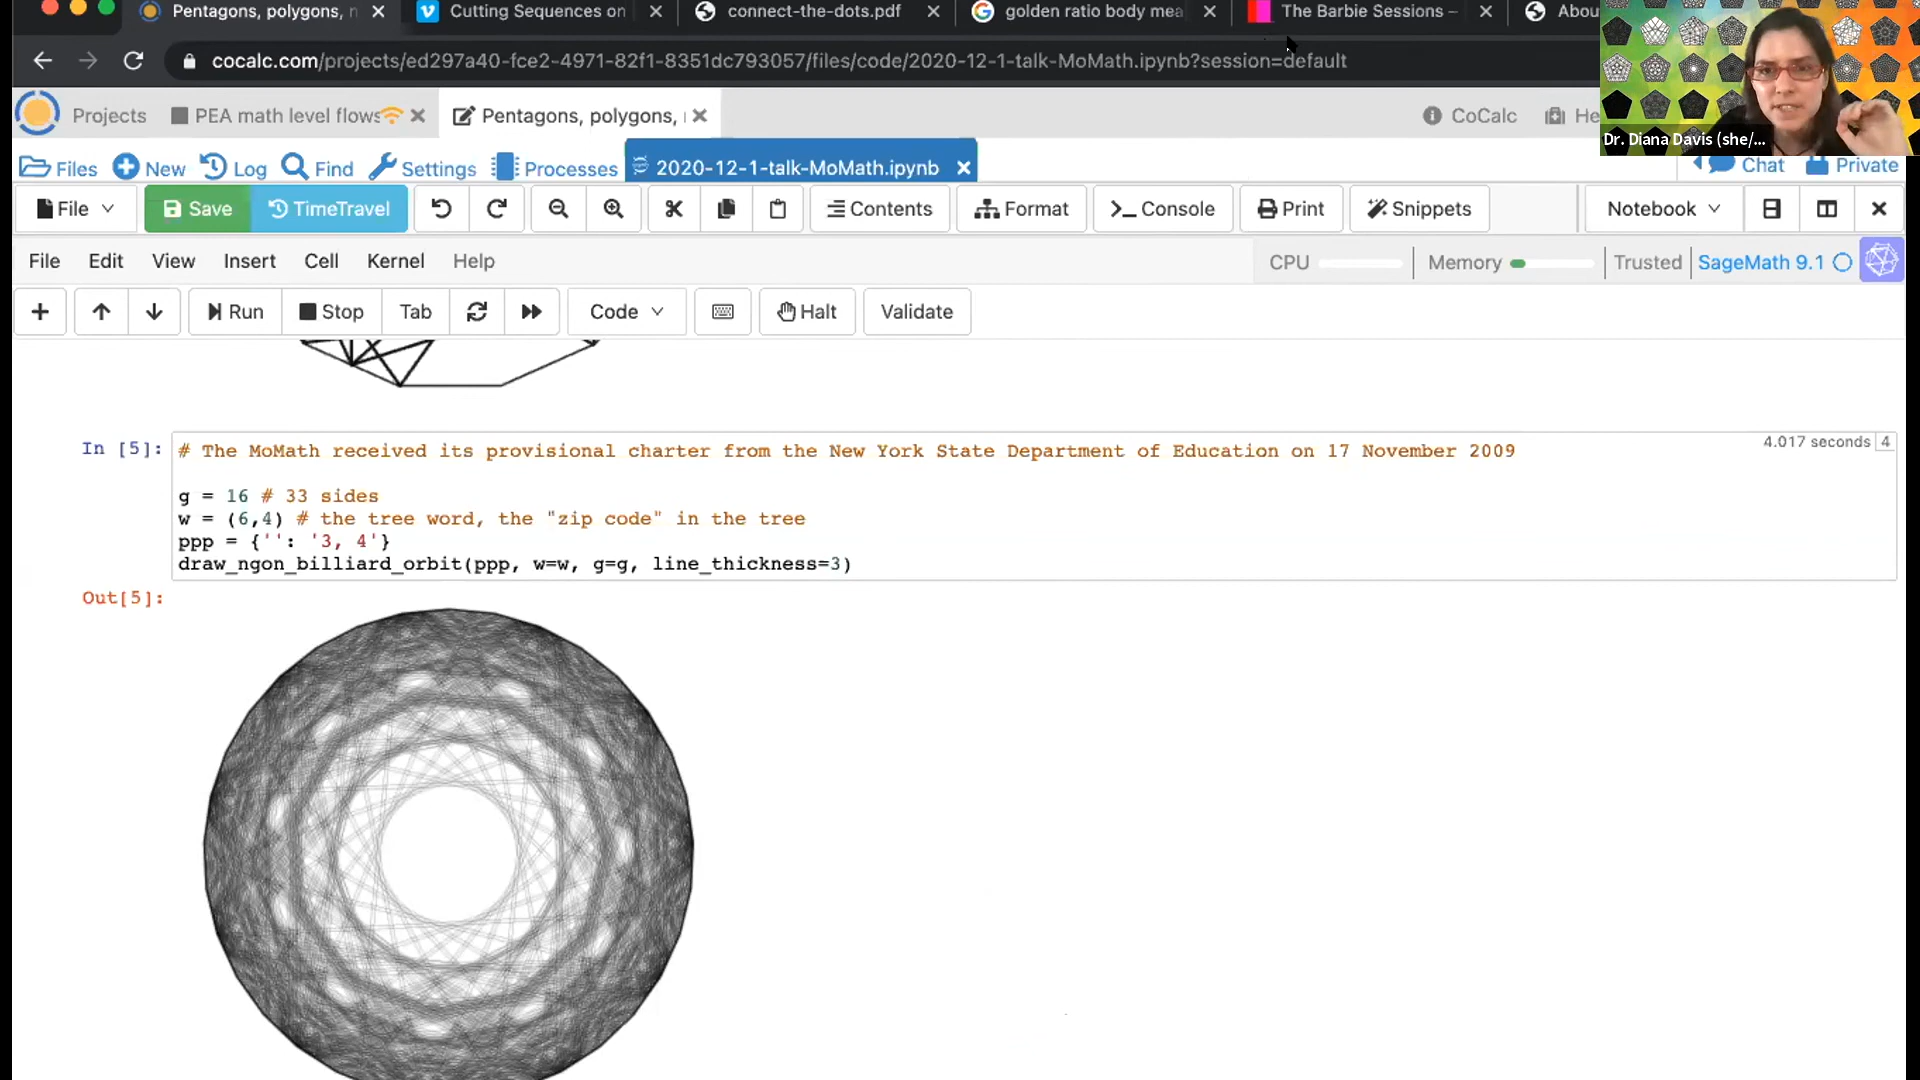 Pentagons, polygons, n
Cutting Sequences on
connect-the-dots.pdf
golden ratio body mea
The Barbie Sessions –
Abou
cocalc.com/projects/ed297a40-fce2-4971-82f1-8351dc793057/files/code/2020-12-1-talk-MoMath.ipynb?session=default
Dr. Diana Davis (she/...
Projects
PEA math level flows
Pentagons, polygons,
CoCalc
He
Files
New
Log
Find
Settings
Processes
2020-12-1-talk-MoMath.ipynb
Chat
Private
File
Save
TimeTravel
Contents
Format
>_ Console
Print
Snippets
Notebook
File
Edit
View
Insert
Cell
Kernel
Help
CPU
Memory
Trusted
SageMath 9.1
Run
Stop
Tab
Code
Halt
Validate
In [5]:
# The MoMath received its provisional charter from the New York State Department of Education on 17 November 2009
4.017 seconds 4
g = 16 # 33 sides
w = (6,4) # the tree word, the "zip code" in the tree
ppp = {'': '3, 4'}
draw_ngon_billiard_orbit(ppp, w=w, g=g, line_thickness=3)
Out[5]: